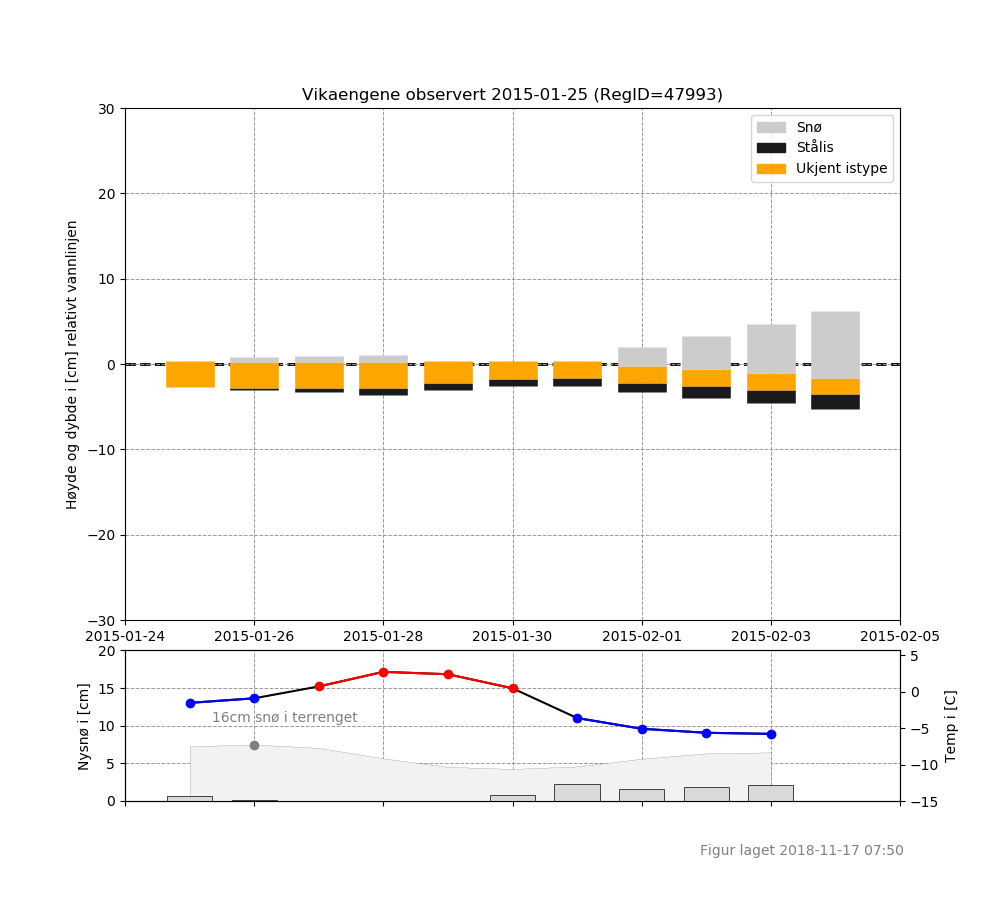 Vikaengene observert 2015-01-25 (RegID=47993)
Høyde og dybde i [cm] relativt vannlinjen
30
20
10
0
−10
−20
−30
Snø
Stålis
Ukjent istype
2015-01-24 2015-01-26 2015-01-28 2015-01-30 2015-02-01 2015-02-03 2015-02-05
Nysnø i [cm]
20
15
10
5
0
16cm snø i terrenget
5
0
−5
−10
−15
Temp i [C]
Figur laget 2018-11-17 07:50